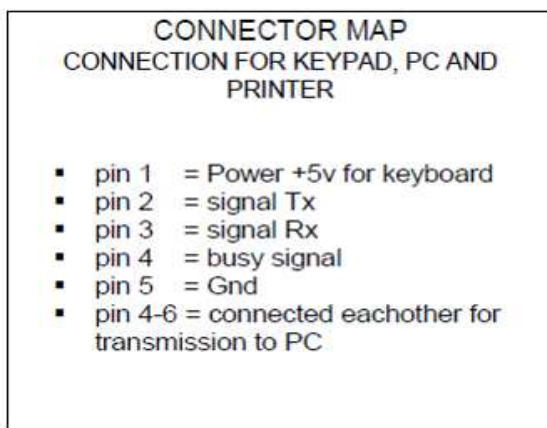 CONNECTOR MAP
CONNECTION FOR KEYPAD, PC AND
PRINTER
▪ pin 1 = Power +5v for keyboard
▪ pin 2 = signal Tx
▪ pin 3 = signal Rx
▪ pin 4 = busy signal
▪ pin 5 = Gnd
▪ pin 4-6 = connected eachother for
transmission to PC